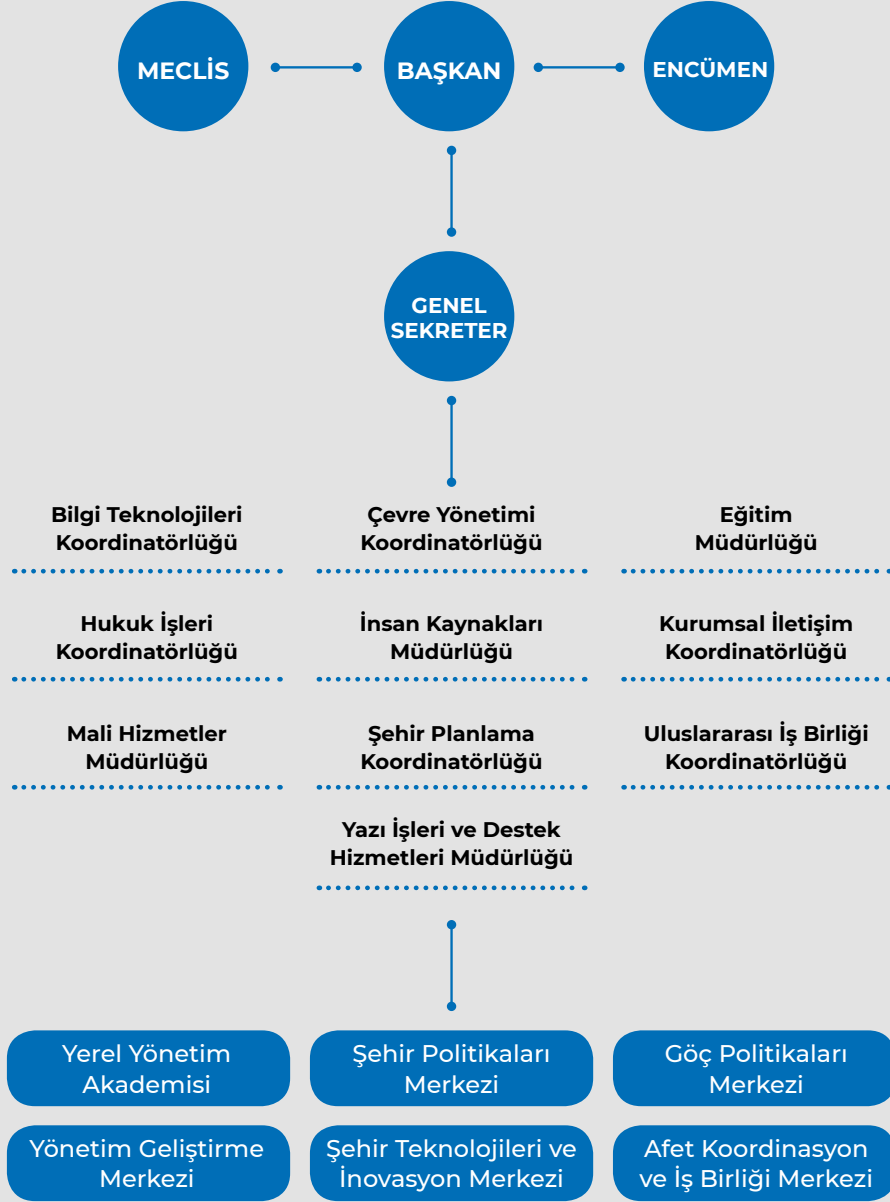 MECLİS
BAŞKAN
ENCÜMEN
GENEL
SEKRETER
Bilgi Teknolojileri
Koordinatörlüğü
Çevre Yönetimi
Koordinatörlüğü
Eğitim
Müdürlüğü
Hukuk İşleri
Koordinatörlüğü
İnsan Kaynakları
Müdürlüğü
Kurumsal İletişim
Koordinatörlüğü
Mali Hizmetler
Müdürlüğü
Şehir Planlama
Koordinatörlüğü
Uluslararası İş Birliği
Koordinatörlüğü
Yazı İşleri ve Destek
Hizmetleri Müdürlüğü
Yerel Yönetim
Akademisi
Şehir Politikaları
Merkezi
Göç Politikaları
Merkezi
Yönetim Geliştirme
Merkezi
Şehir Teknolojileri ve
İnovasyon Merkezi
Afet Koordinasyon
ve İş Birliği Merkezi